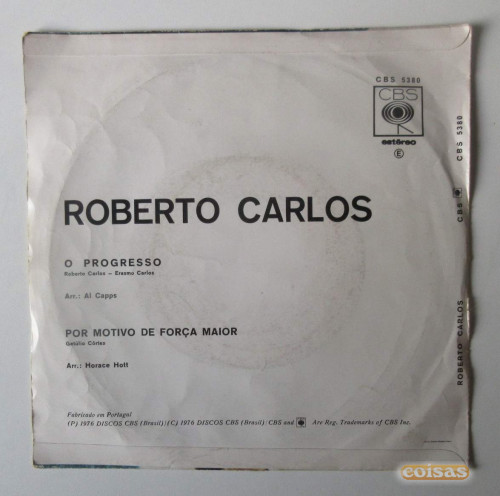 CBS 5380
CBS
estéreo
E
CBS 5380
CBS
ROBERTO CARLOS
ROBERTO CARLOS
O PROGRESSO
Roberto Carlos – Erasmo Carlos
Arr.: Al Capps
POR MOTIVO DE FORÇA MAIOR
Getúlio Côrtes
Arr.: Horace Hott
Fabricado em Portugal
(P) 1976 DISCOS CBS (Brasil)/(C) 1976 DISCOS CBS (Brasil)/CBS and Are Reg. Trademarks of CBS Inc.
coisas